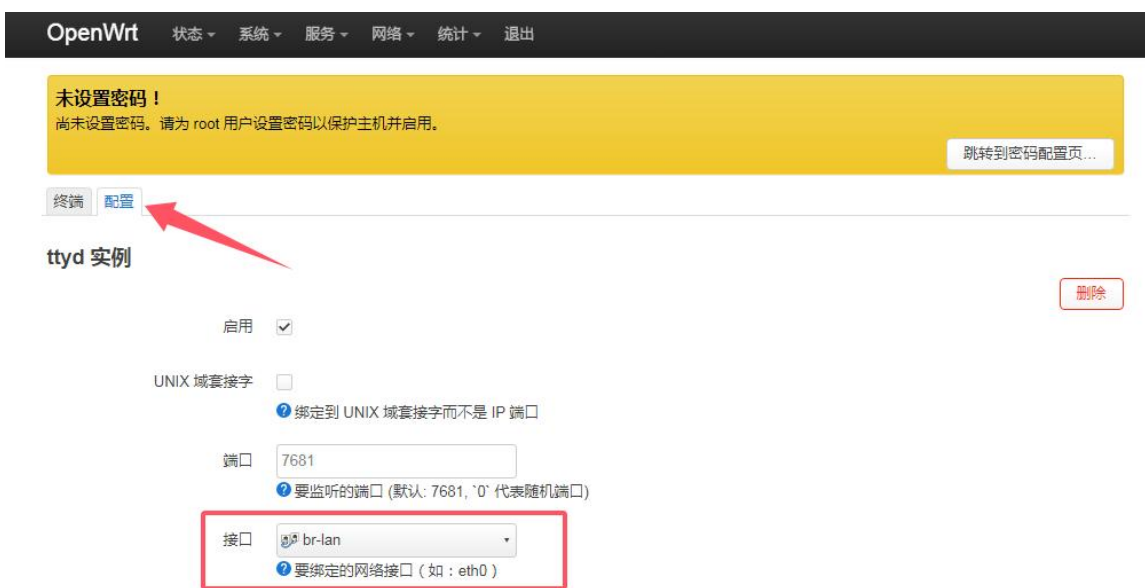 OpenWrt 状态 系统 服务 网络 统计 退出
未设置密码！
尚未设置密码。请为 root 用户设置密码以保护主机并启用。
跳转到密码配置页...
终端 配置
ttyd 实例
删除
启用
UNIX 域套接字
绑定到 UNIX 域套接字而不是 IP 端口
端口 7681
要监听的端口 (默认: 7681, `0` 代表随机端口)
接口 br-lan
要绑定的网络接口（如：eth0）